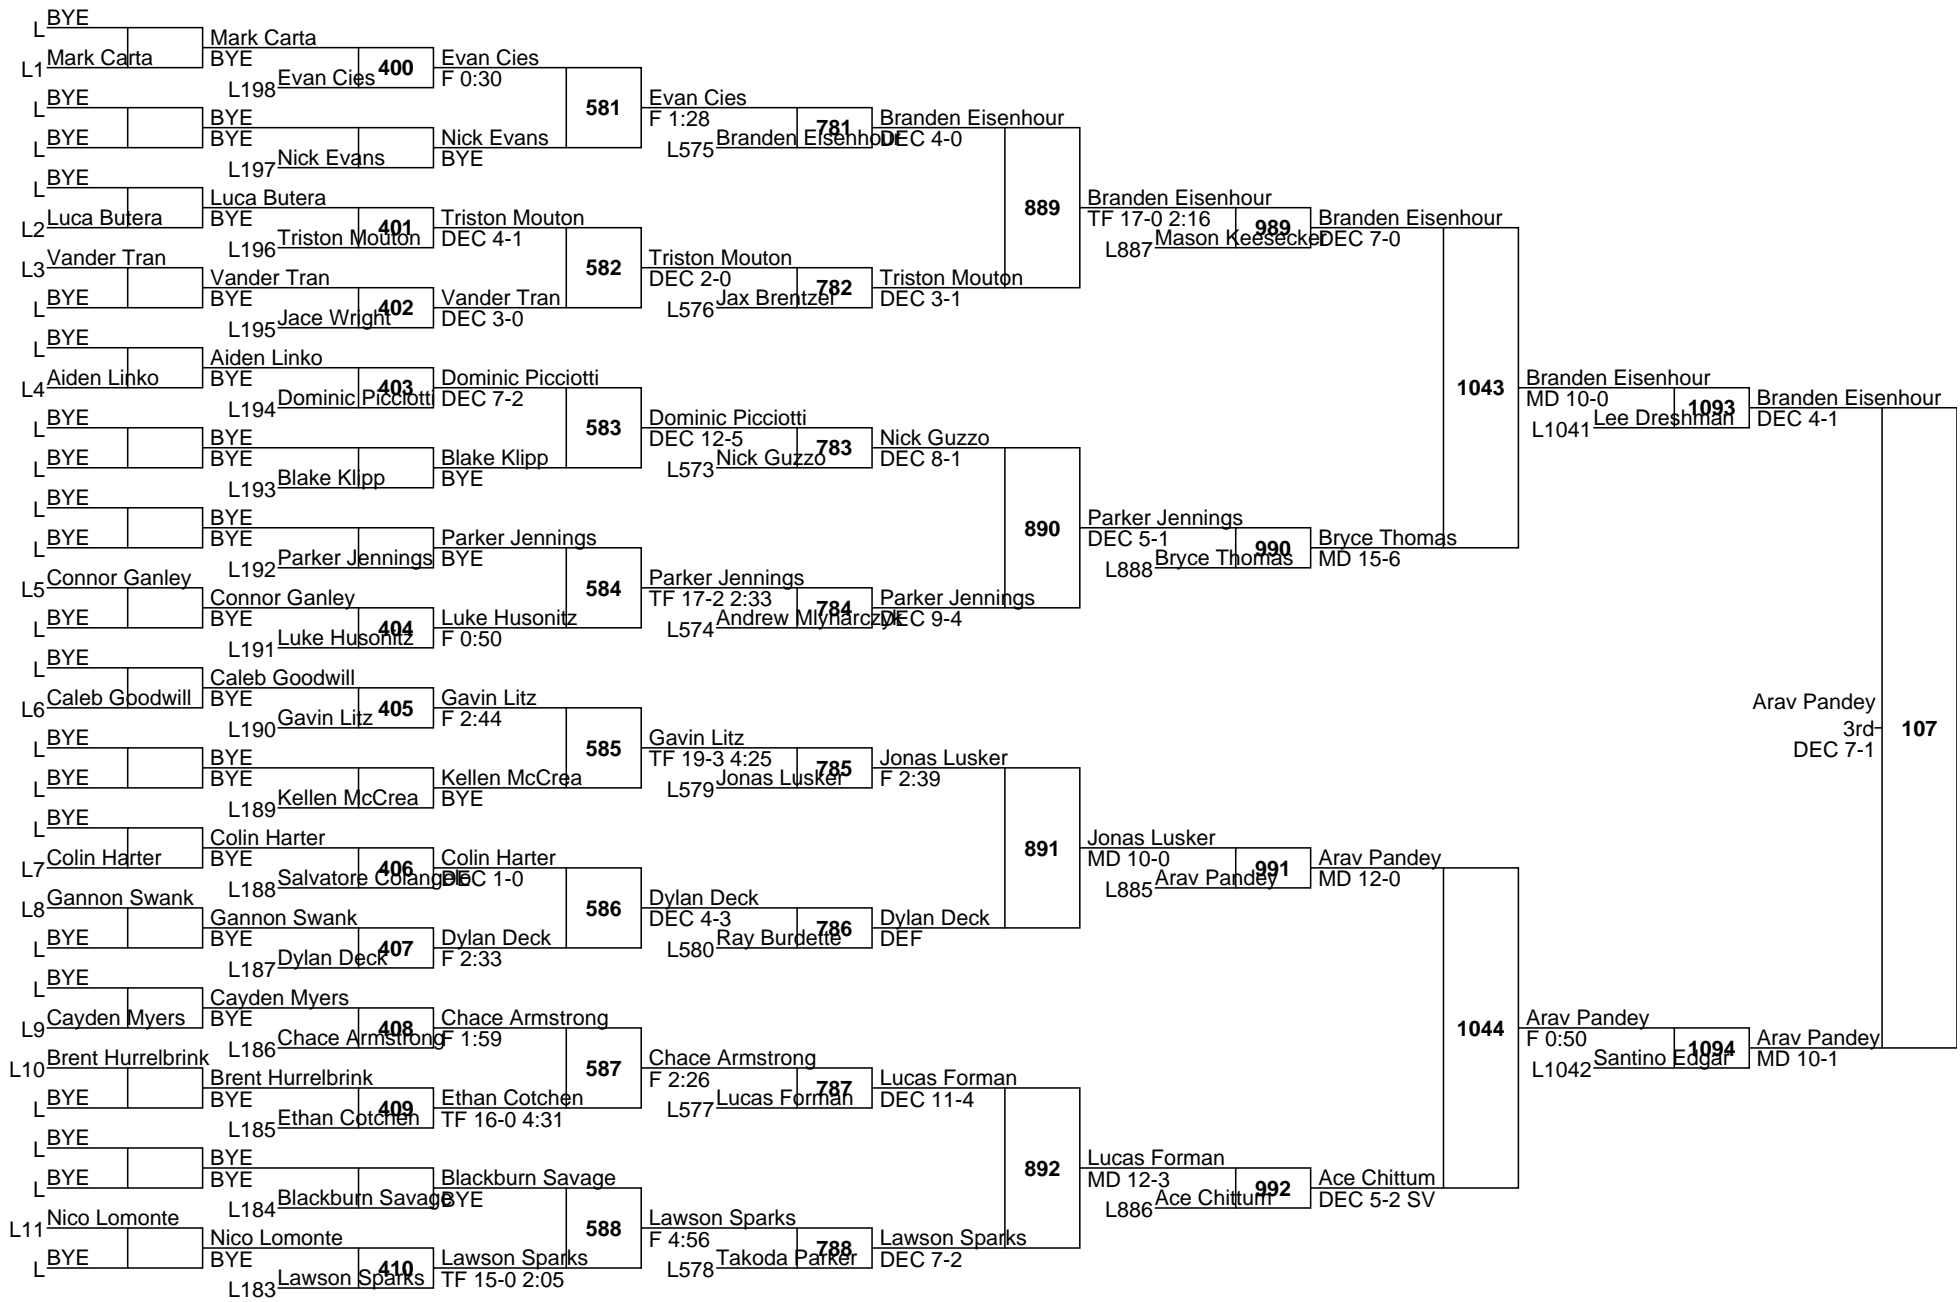 BYE
L
Mark Carta
L1
Mark Carta
BYE
L198 Evan Cies
400
Evan Cies
F 0:30
BYE
L
BYE
L
BYE
BYE
L197 Nick Evans
Nick Evans
BYE
581
Evan Cies
F 1:28
L575 Branden Eisenhour
781
Branden Eisenhour
DEC 4-0
BYE
L
Luca Butera
L2
Luca Butera
BYE
L196 Triston Mouton
401
Triston Mouton
DEC 4-1
L3 Vander Tran
BYE
L
Vander Tran
BYE
L195 Jace Wright
402
Vander Tran
DEC 3-0
582
Triston Mouton
DEC 2-0
L576 Jax Brentzel
782
Triston Mouton
DEC 3-1
889
Branden Eisenhour
TF 17-0 2:16
L887 Mason Keesecker
989
Branden Eisenhour
DEC 7-0
BYE
L
Aiden Linko
L4
Aiden Linko
BYE
L194 Dominic Picciotti
403
Dominic Picciotti
DEC 7-2
BYE
L
BYE
L
BYE
BYE
L193 Blake Klipp
Blake Klipp
BYE
583
Dominic Picciotti
DEC 12-5
L573 Nick Guzzo
783
Nick Guzzo
DEC 8-1
BYE
L
BYE
L
BYE
BYE
L192 Parker Jennings
Parker Jennings
BYE
L5 Connor Ganley
BYE
L
Connor Ganley
BYE
L191 Luke Husonitz
404
Luke Husonitz
F 0:50
584
Parker Jennings
TF 17-2 2:33
L574 Andrew Mlynarczyk
784
Parker Jennings
DEC 9-4
890
Parker Jennings
DEC 5-1
L888 Bryce Thomas
990
Bryce Thomas
MD 15-6
1043
Branden Eisenhour
MD 10-0
L1041 Lee Dreshman
1093
Branden Eisenhour
DEC 4-1
BYE
L
Caleb Goodwill
L6
Caleb Goodwill
BYE
L190 Gavin Litz
405
Gavin Litz
F 2:44
BYE
L
BYE
L
BYE
BYE
L189 Kellen McCrea
Kellen McCrea
BYE
585
Gavin Litz
TF 19-3 4:25
L579 Jonas Lusker
785
Jonas Lusker
F 2:39
BYE
L
Colin Harter
L7
Colin Harter
BYE
L188 Salvatore Colangelo
406
Colin Harter
DEC 1-0
L8 Gannon Swank
BYE
L
Gannon Swank
BYE
L187 Dylan Deck
407
Dylan Deck
F 2:33
586
Dylan Deck
DEC 4-3
L580 Ray Burdette
786
Dylan Deck
DEF
891
Jonas Lusker
MD 10-0
L885 Arav Pandey
991
Arav Pandey
MD 12-0
BYE
L
Cayden Myers
L9
Cayden Myers
BYE
L186 Chace Armstrong
408
Chace Armstrong
F 1:59
L10 Brent Hurrelbrink
BYE
L
Brent Hurrelbrink
BYE
L185 Ethan Cotchen
409
Ethan Cotchen
TF 16-0 4:31
587
Chace Armstrong
F 2:26
L577 Lucas Forman
787
Lucas Forman
DEC 11-4
BYE
L
BYE
L
BYE
BYE
L184 Blackburn Savage
Blackburn Savage
BYE
L11 Nico Lomonte
BYE
L
Nico Lomonte
BYE
L183 Lawson Sparks
410
Lawson Sparks
TF 15-0 2:05
588
Lawson Sparks
F 4:56
L578 Takoda Parker
788
Lawson Sparks
DEC 7-2
892
Lucas Forman
MD 12-3
L886 Ace Chittum
992
Ace Chittum
DEC 5-2 SV
1044
Arav Pandey
F 0:50
L1042 Santino Edgar
1094
Arav Pandey
MD 10-1
107
Arav Pandey
3rd
DEC 7-1